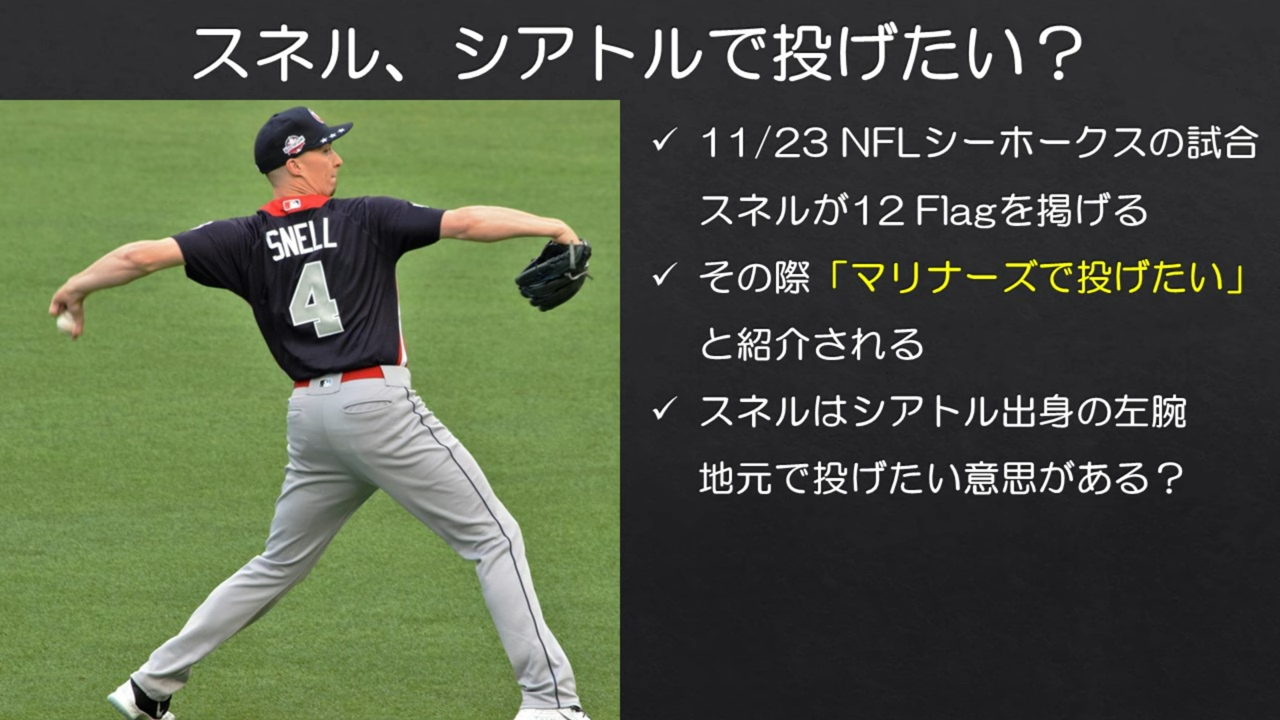 スネル、シアトルで投げたい？
✓ 11/23 NFLシーホークスの試合
スネルが12 Flagを掲げる
✓ その際「マリナーズで投げたい」
と紹介される
✓ スネルはシアトル出身の左腕
地元で投げたい意思がある？
SNELL
4